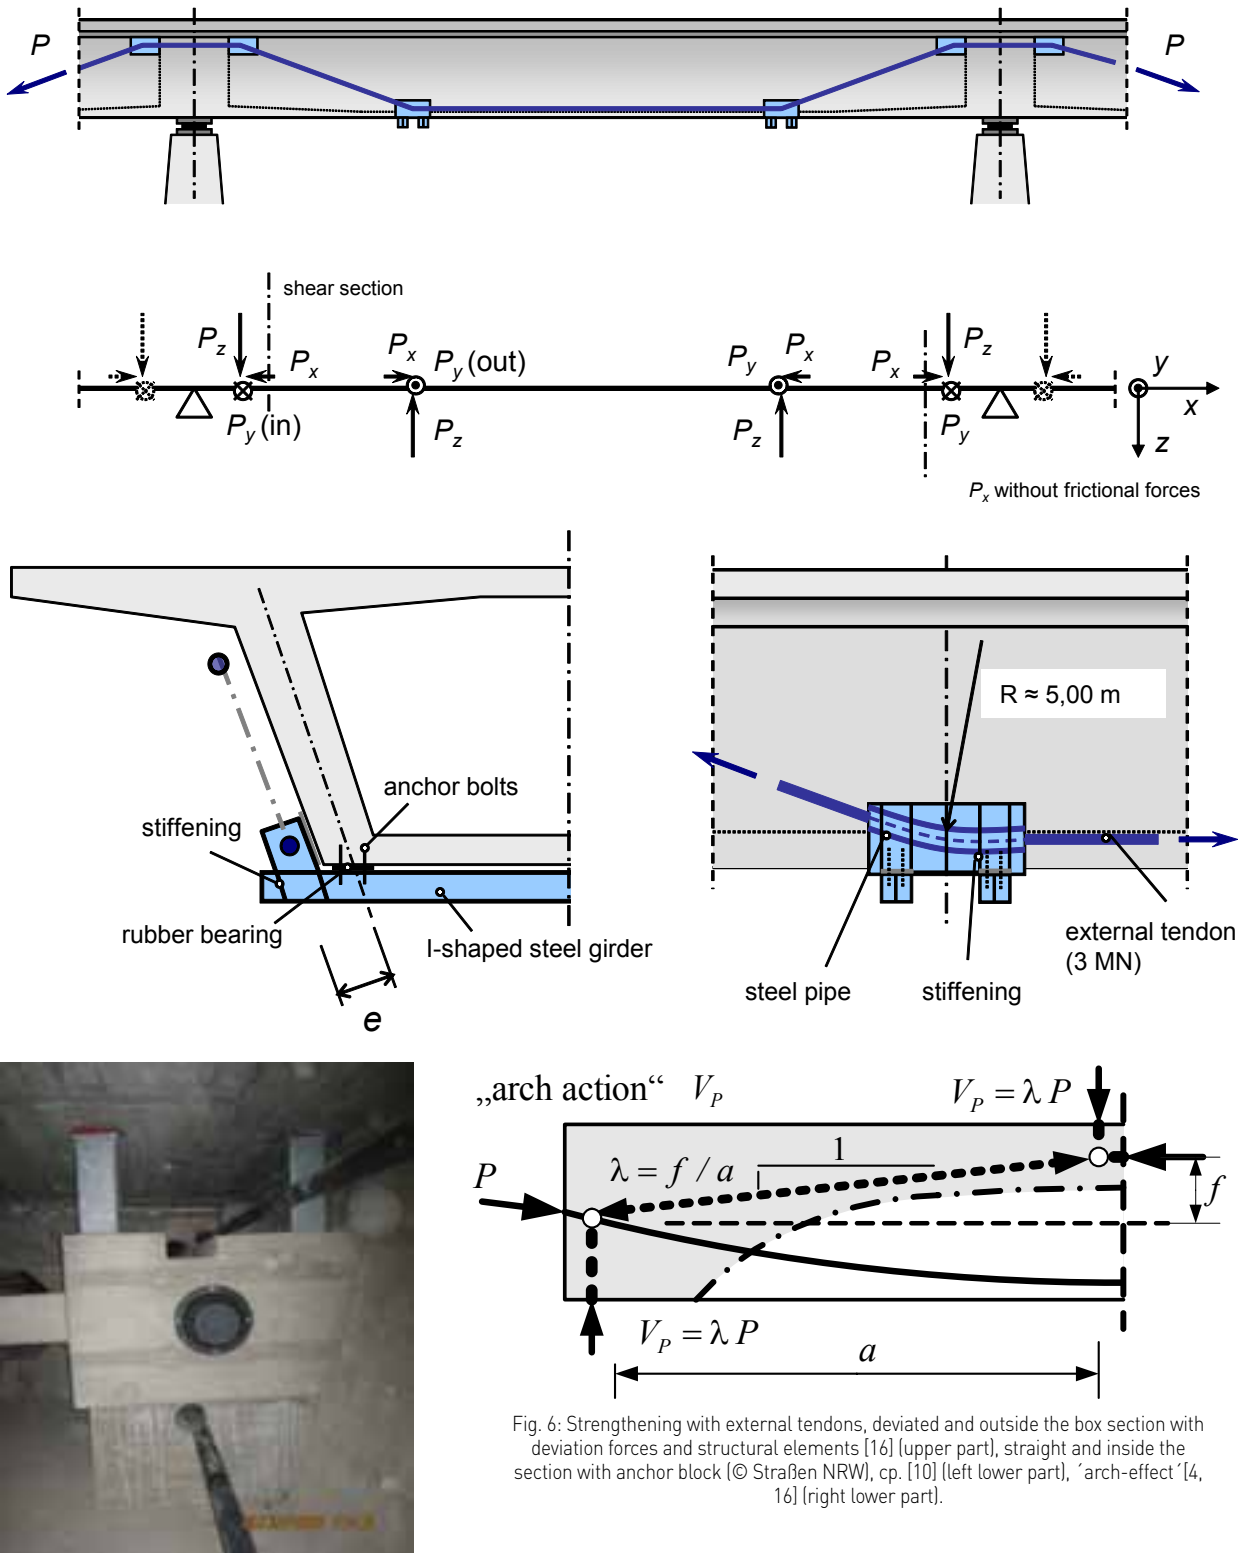 P
P
shear section
P_z
P_x
P_x
P_y (out)
P_y
P_x
P_x
P_z
y
x
P_y (in)
P_z
P_z
P_y
z
P_x without frictional forces
R ≈ 5,00 m
anchor bolts
stiffening
rubber bearing
I-shaped steel girder
e
external tendon
(3 MN)
steel pipe
stiffening
„arch action“ V_P
V_P = λ P
P
λ = f / a
1
f
V_P = λ P
a
Fig. 6: Strengthening with external tendons, deviated and outside the box section with
deviation forces and structural elements [16] (upper part), straight and inside the
section with anchor block (© Straßen NRW), cp. [10] (left lower part), ´arch-effect´[4,
16] (right lower part).